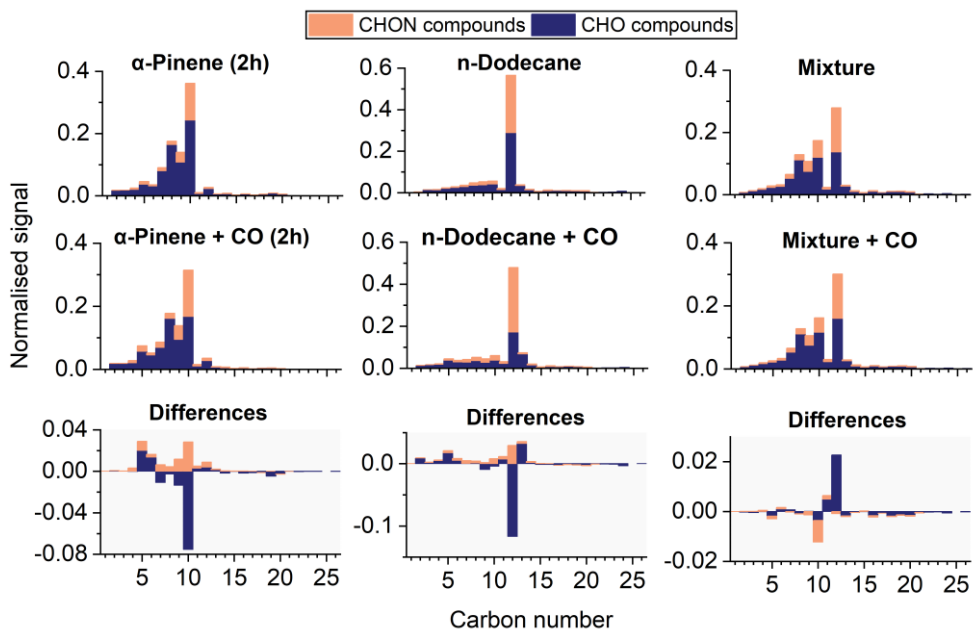 CHON compounds CHO compounds
α-Pinene (2h) n-Dodecane Mixture
0.4 0.6 0.4
0.4
0.2 0.2
0.2
0.0 0.0 0.0
Normalised signal
α-Pinene + CO (2h) n-Dodecane + CO Mixture + CO
0.4 0.6 0.4
0.4
0.2 0.2
0.2
0.0 0.0 0.0
Differences Differences Differences
0.04
0.00 0.0 0.02
-0.04 -0.1 0.00
-0.08 -0.02
5 10 15 20 25 5 10 15 20 25 5 10 15 20 25
Carbon number